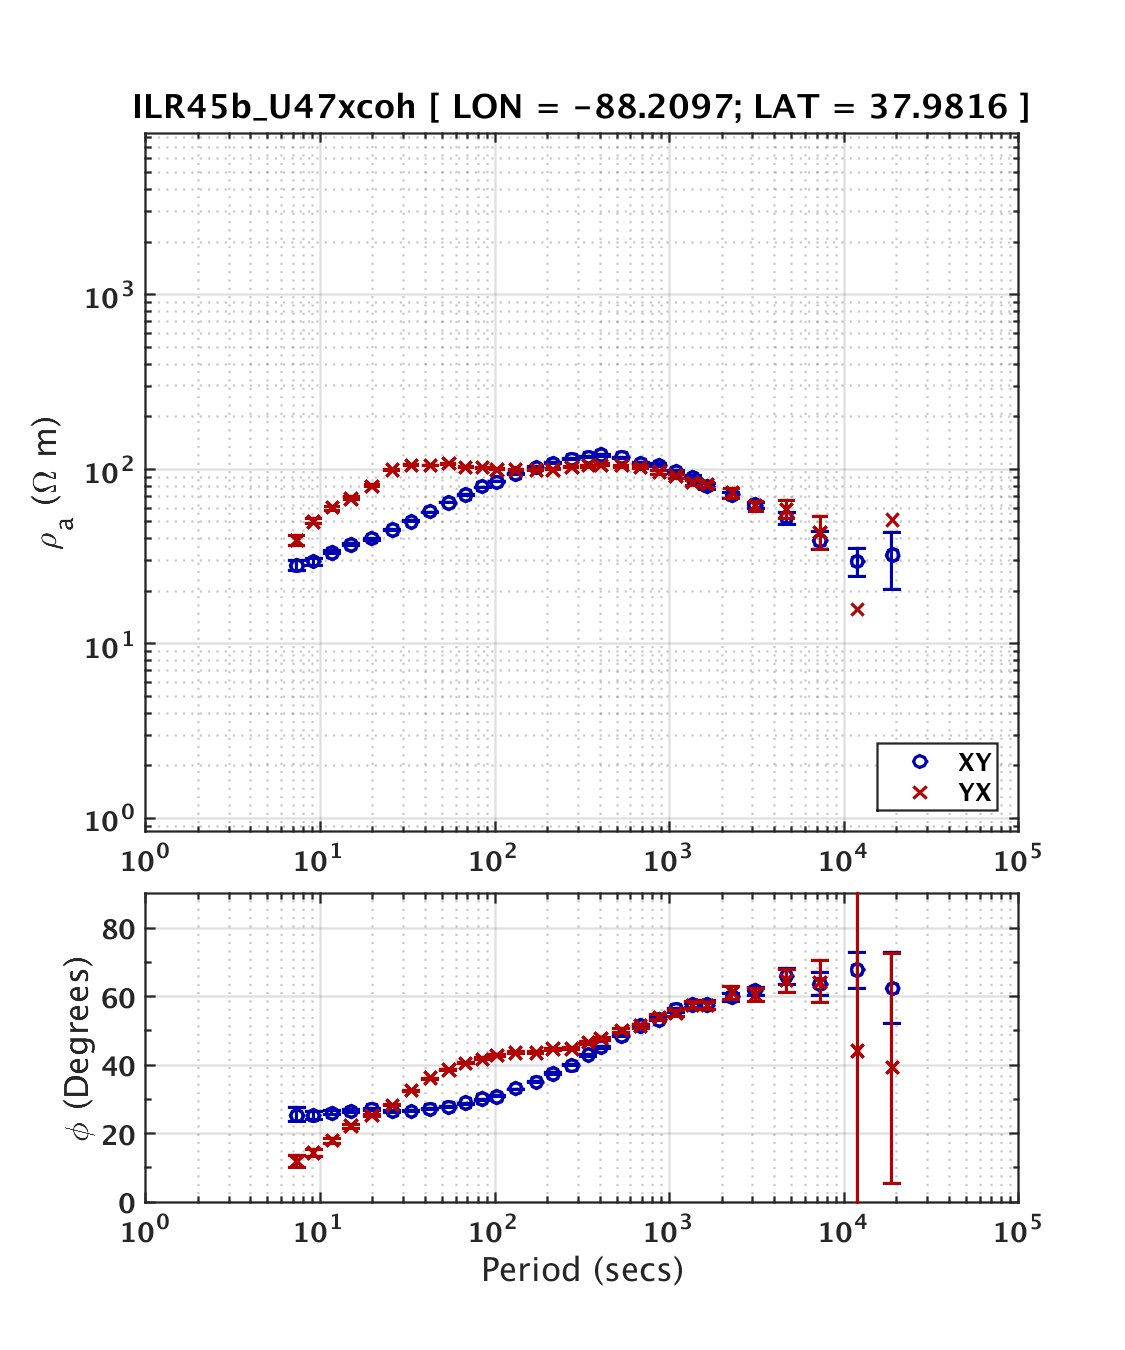 ILR45b_U47xcoh [ LON = −88.2097; LAT = 37.9816 ]
ρa (Ω m)
10³
10²
10¹
10⁰
XY
YX
10⁰ 10¹ 10² 10³ 10⁴ 10⁵
ϕ (Degrees)
80
60
40
20
0
10⁰ 10¹ 10² 10³ 10⁴ 10⁵
Period (secs)